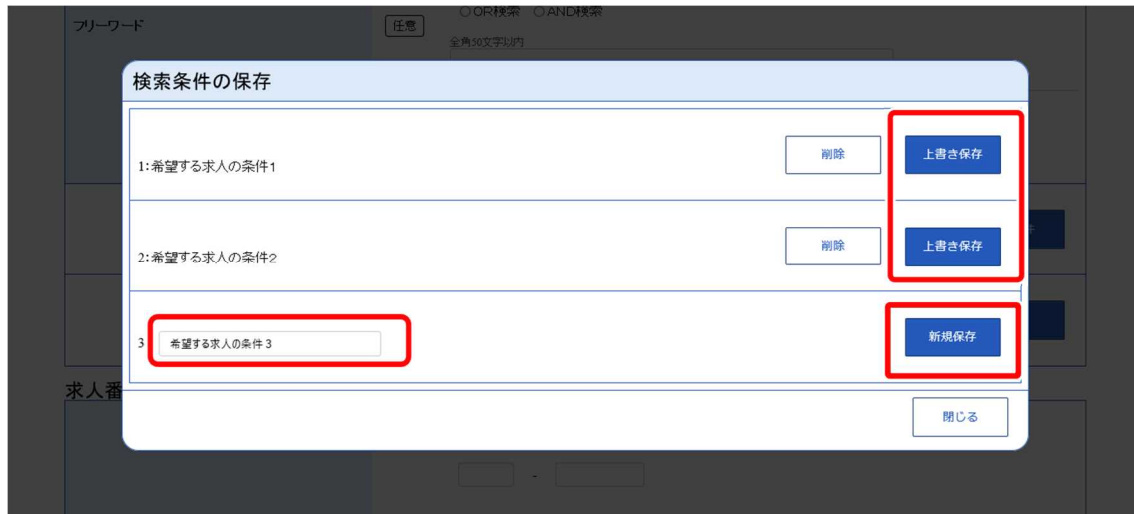 フリーワード
任意
○OR検索 ○AND検索
全角50文字以内
検索条件の保存
1:希望する求人の条件1
削除
上書き保存
2:希望する求人の条件2
削除
上書き保存
3
希望する求人の条件3
新規保存
求人番
閉じる
-